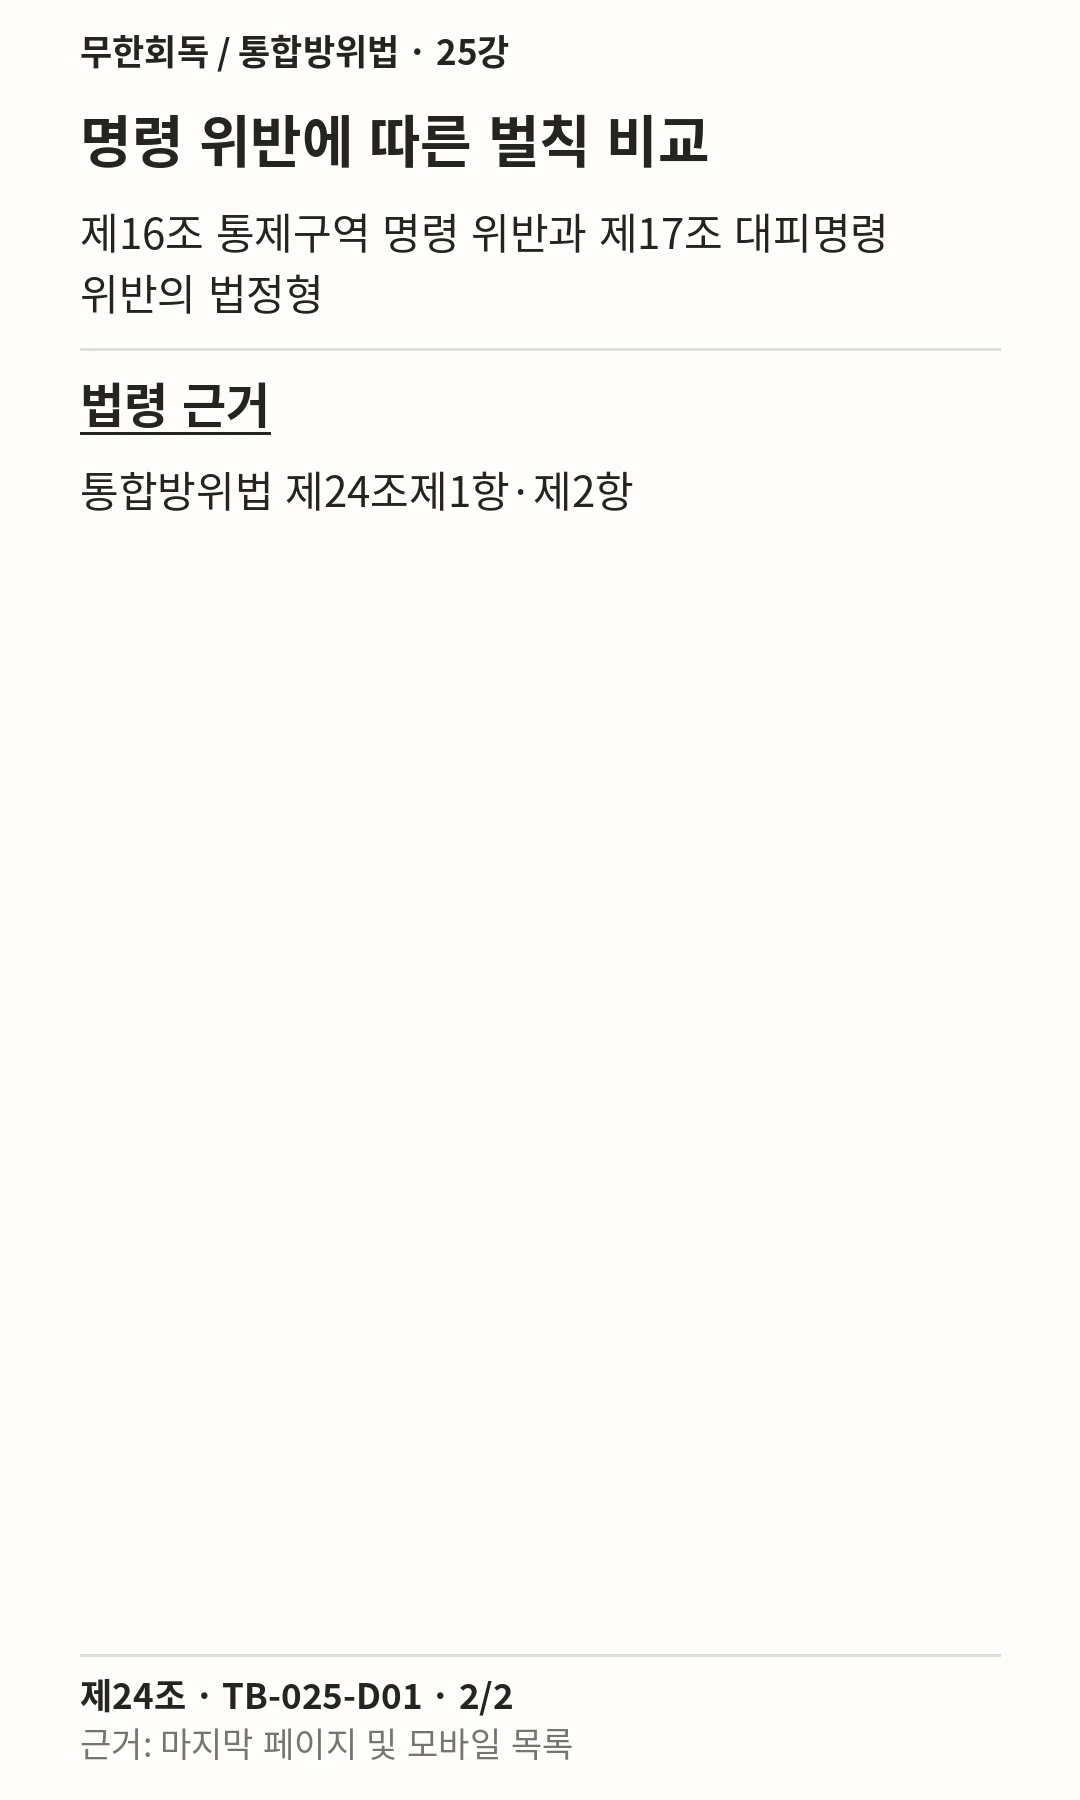 무한회독 / 통합방위법 · 25강
명령 위반에 따른 벌칙 비교
제16조 통제구역 명령 위반과 제17조 대피명령
위반의 법정형
법령 근거
통합방위법 제24조제1항·제2항
제24조 · TB-025-D01 · 2/2
근거: 마지막 페이지 및 모바일 목록